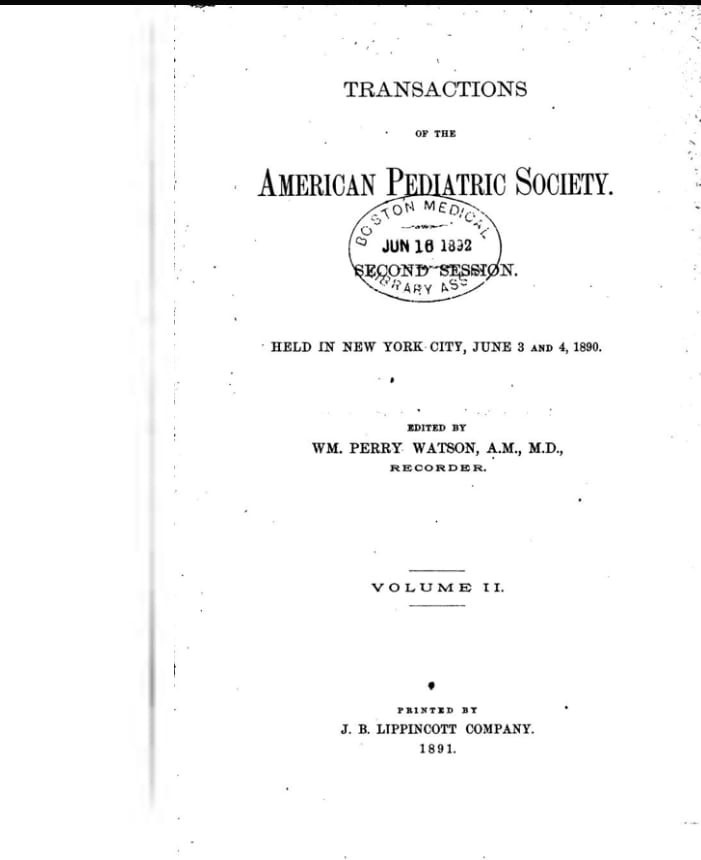 TRANSACTIONS
OF THE
AMERICAN PEDIATRIC SOCIETY.
BOSTON MEDICAL
JUN 16 1892
LIBRARY ASS
SECOND SESSION.
HELD IN NEW YORK CITY, JUNE 3 AND 4, 1890.
EDITED BY
WM. PERRY WATSON, A.M., M.D.,
RECORDER.
VOLUME II.
PRINTED BY
J. B. LIPPINCOTT COMPANY.
1891.